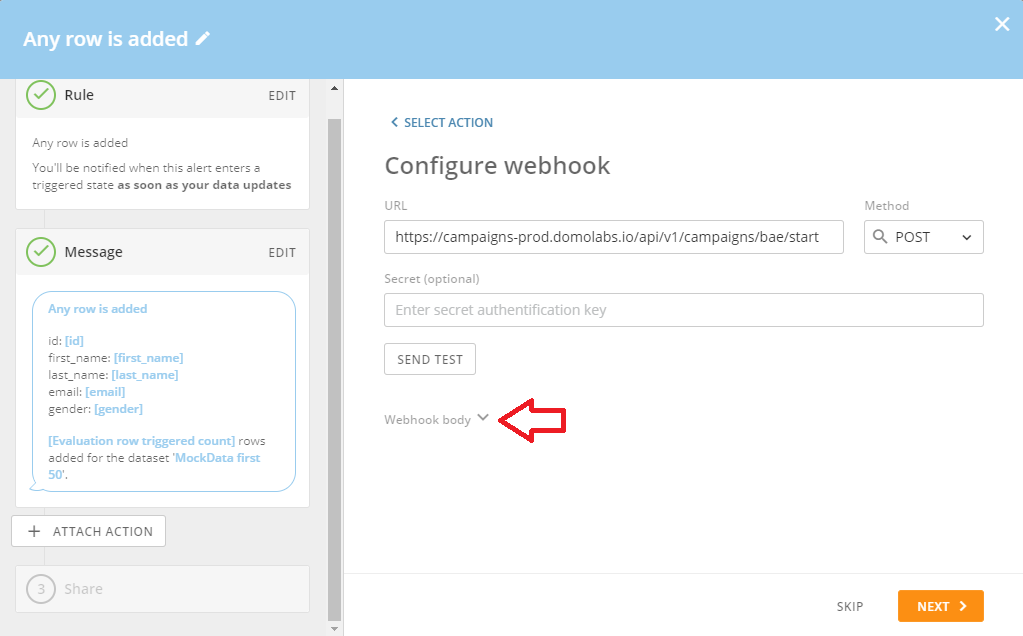 Any row is added
Rule
EDIT
Any row is added
You'll be notified when this alert enters a
triggered state as soon as your data updates
Message
EDIT
Any row is added
id: [id]
first_name: [first_name]
last_name: [last_name]
email: [email]
gender: [gender]
[Evaluation row triggered count] rows
added for the dataset 'MockData first
50'.
+ ATTACH ACTION
3 Share
SELECT ACTION
Configure webhook
URL
Method
https://campaigns-prod.domolabs.io/api/v1/campaigns/bae/start
POST
Secret (optional)
Enter secret authentification key
SEND TEST
Webhook body
SKIP
NEXT